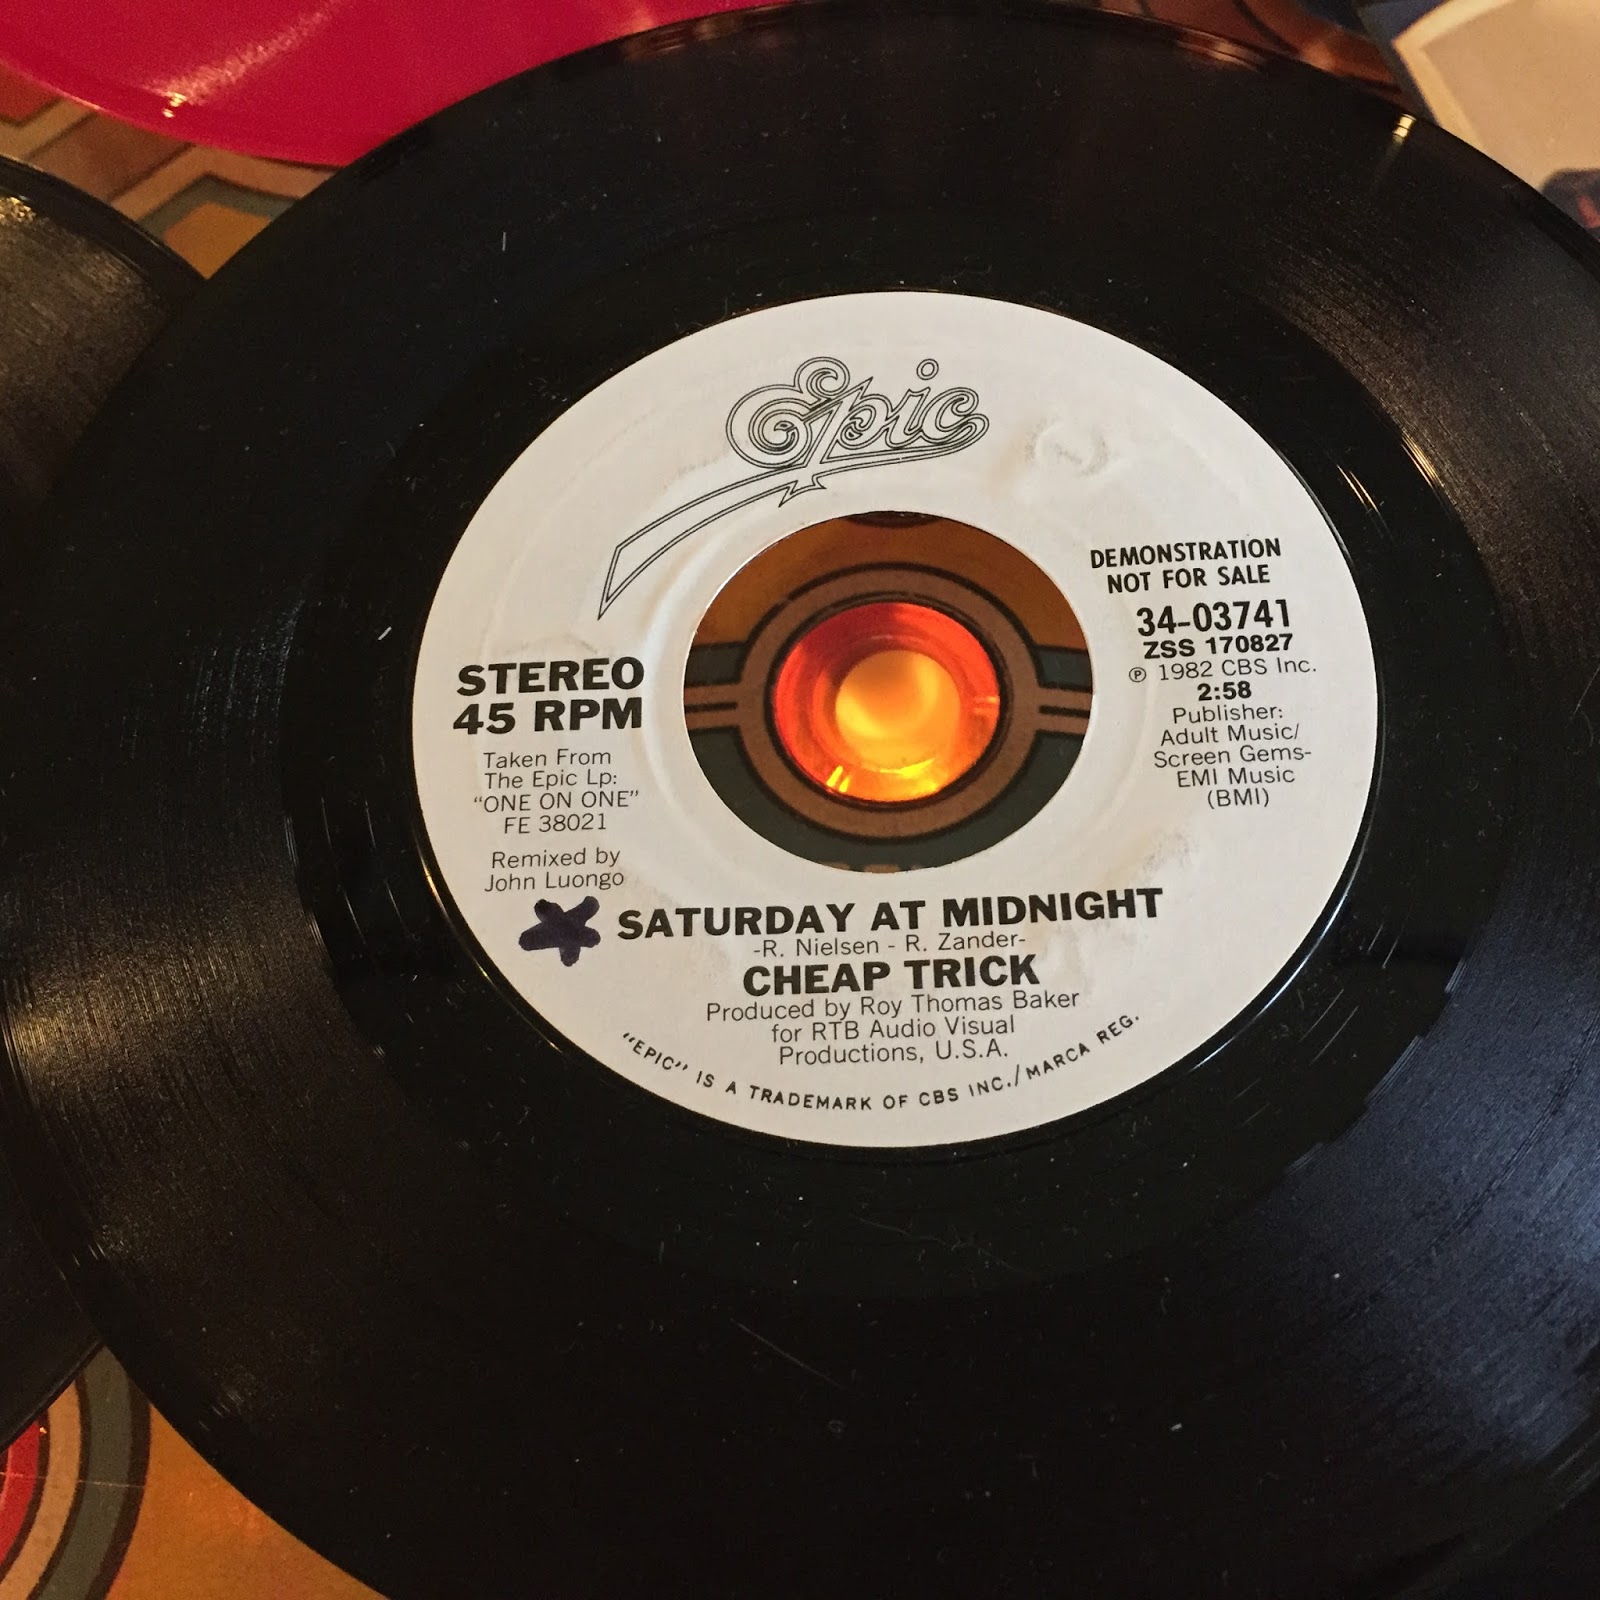 Epic
DEMONSTRATION
NOT FOR SALE
34-03741
ZSS 170827
℗ 1982 CBS Inc.
2:58
Publisher:
Adult Music/
Screen Gems-
EMI Music
(BMI)
STEREO
45 RPM
Taken From
The Epic Lp:
"ONE ON ONE"
FE 38021
Remixed by
John Luongo
SATURDAY AT MIDNIGHT
-R. Nielsen - R. Zander-
CHEAP TRICK
Produced by Roy Thomas Baker
for RTB Audio Visual
Productions, U.S.A.
"EPIC" IS A TRADEMARK OF CBS INC./MARCA REG.